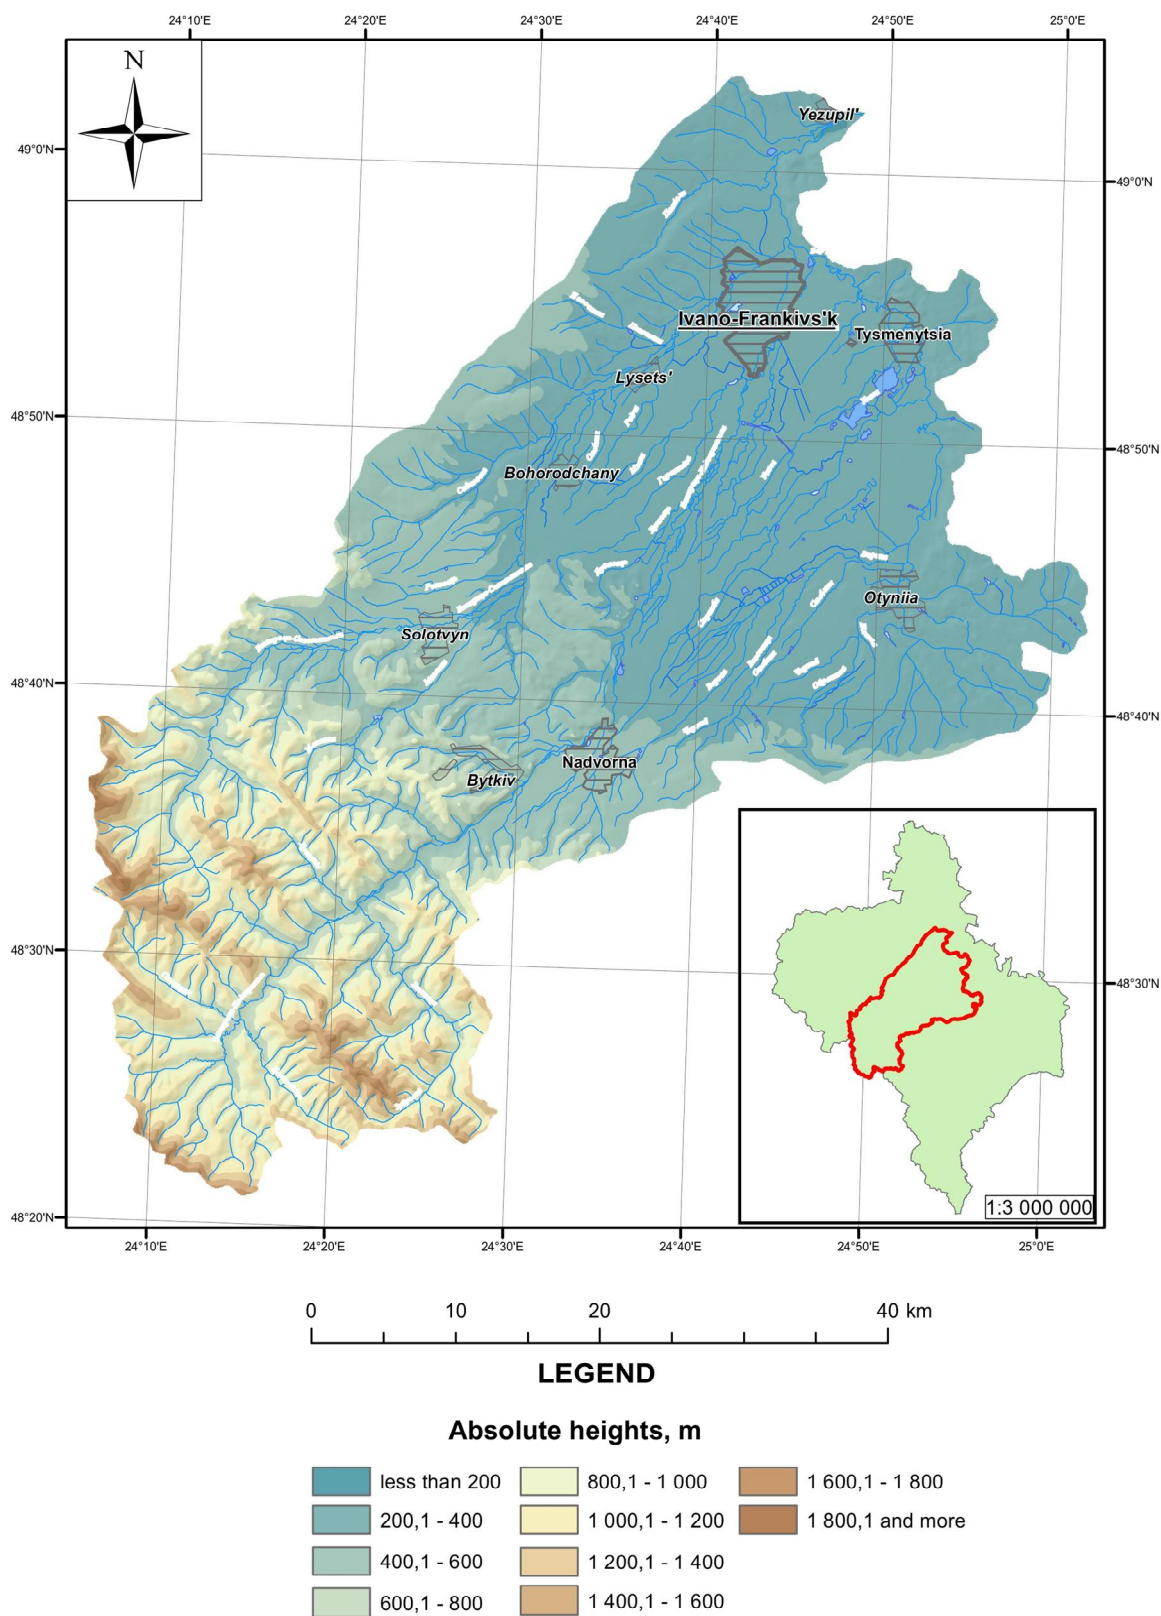 24°10'E 24°20'E 24°30'E 24°40'E 24°50'E 25°0'E
N
Yezupil'
49°0'N
49°0'N
Ivano-Frankivs'k
Tysmenytsia
Lysets'
48°50'N
48°50'N
Bohorodchany
Otyniia
Solotvyn
48°40'N
48°40'N
Nadvorna
Bytkiv
48°30'N
48°30'N
1:3 000 000
48°20'N
24°10'E 24°20'E 24°30'E 24°40'E 24°50'E 25°0'E
0 10 20 40 km
LEGEND
Absolute heights, m
less than 200 800,1 - 1 000 1 600,1 - 1 800
200,1 - 400 1 000,1 - 1 200 1 800,1 and more
400,1 - 600 1 200,1 - 1 400
600,1 - 800 1 400,1 - 1 600